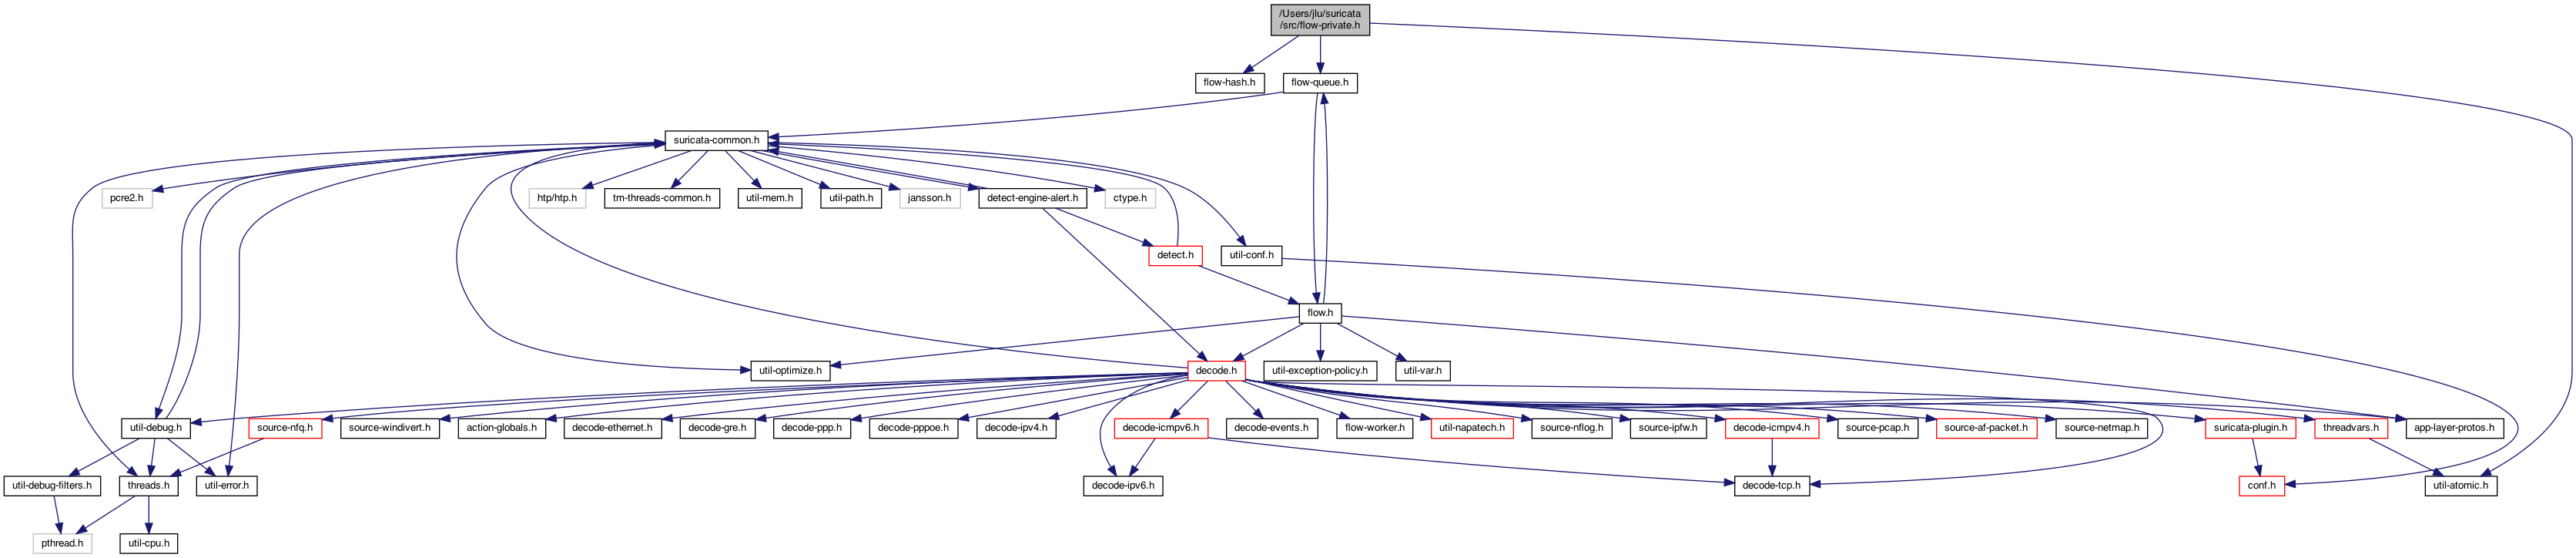 /Users/jlu/suricata
/src/flow-private.h
flow-hash.h
flow-queue.h
suricata-common.h
pcre2.h
htp/htp.h
tm-threads-common.h
util-mem.h
util-path.h
jansson.h
detect-engine-alert.h
ctype.h
detect.h
util-conf.h
flow.h
util-optimize.h
decode.h
util-exception-policy.h
util-var.h
util-debug.h
source-nfq.h
source-windivert.h
action-globals.h
decode-ethernet.h
decode-gre.h
decode-ppp.h
decode-pppoe.h
decode-ipv4.h
decode-icmpv6.h
decode-events.h
flow-worker.h
util-napatech.h
source-nflog.h
source-ipfw.h
decode-icmpv4.h
source-pcap.h
source-af-packet.h
source-netmap.h
suricata-plugin.h
threadvars.h
app-layer-protos.h
util-debug-filters.h
threads.h
util-error.h
decode-ipv6.h
decode-tcp.h
conf.h
util-atomic.h
pthread.h
util-cpu.h